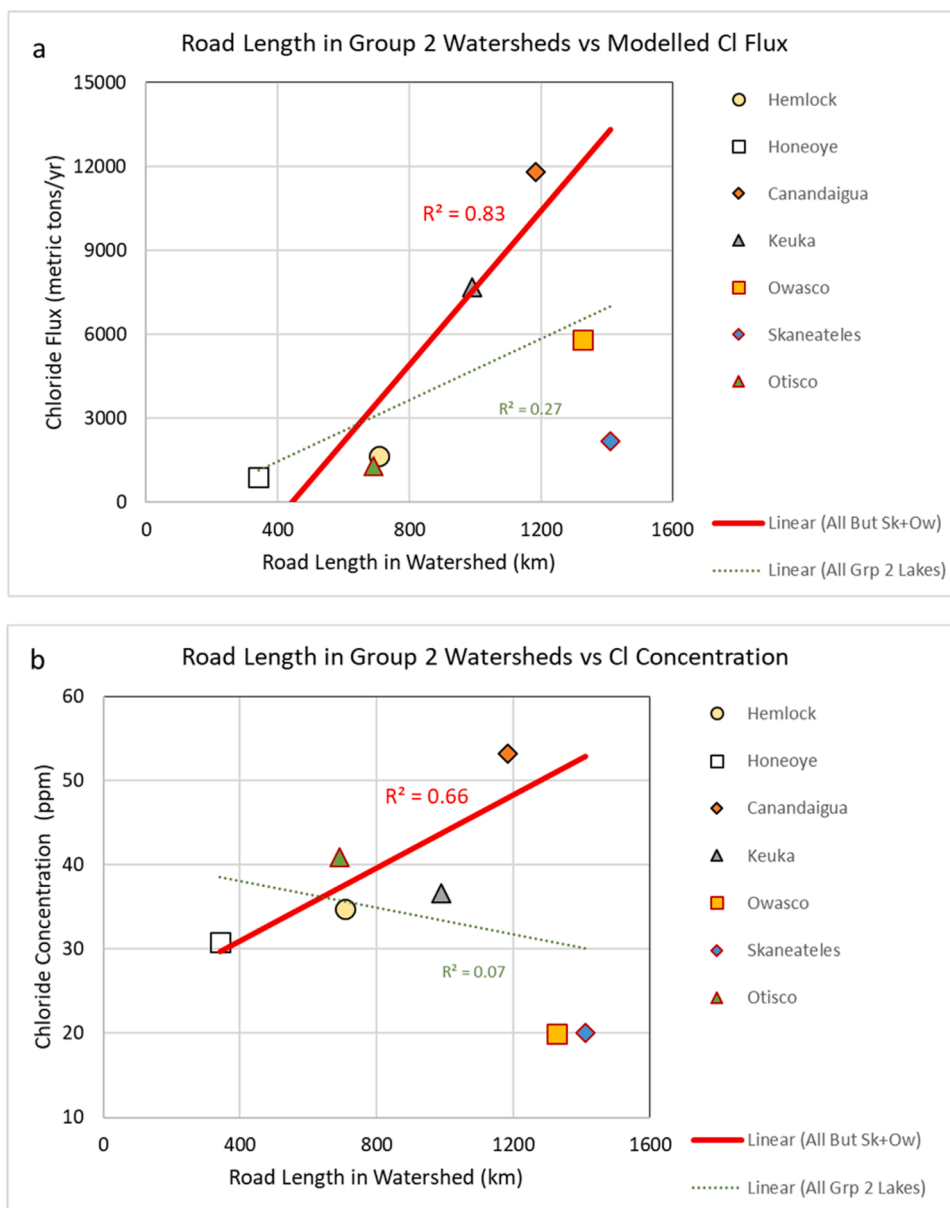 a
Road Length in Group 2 Watersheds vs Modelled Cl Flux
Chloride Flux (metric tons/yr)
15000
12000
9000
6000
3000
0
R² = 0.83
R² = 0.27
0 400 800 1200 1600
Road Length in Watershed (km)
Hemlock
Honeoye
Canandaigua
Keuka
Owasco
Skaneateles
Otisco
Linear (All But Sk+Ow)
Linear (All Grp 2 Lakes)
b
Road Length in Group 2 Watersheds vs Cl Concentration
Chloride Concentration (ppm)
60
50
40
30
20
10
R² = 0.66
R² = 0.07
0 400 800 1200 1600
Road Length in Watershed (km)
Hemlock
Honeoye
Canandaigua
Keuka
Owasco
Skaneateles
Otisco
Linear (All But Sk+Ow)
Linear (All Grp 2 Lakes)